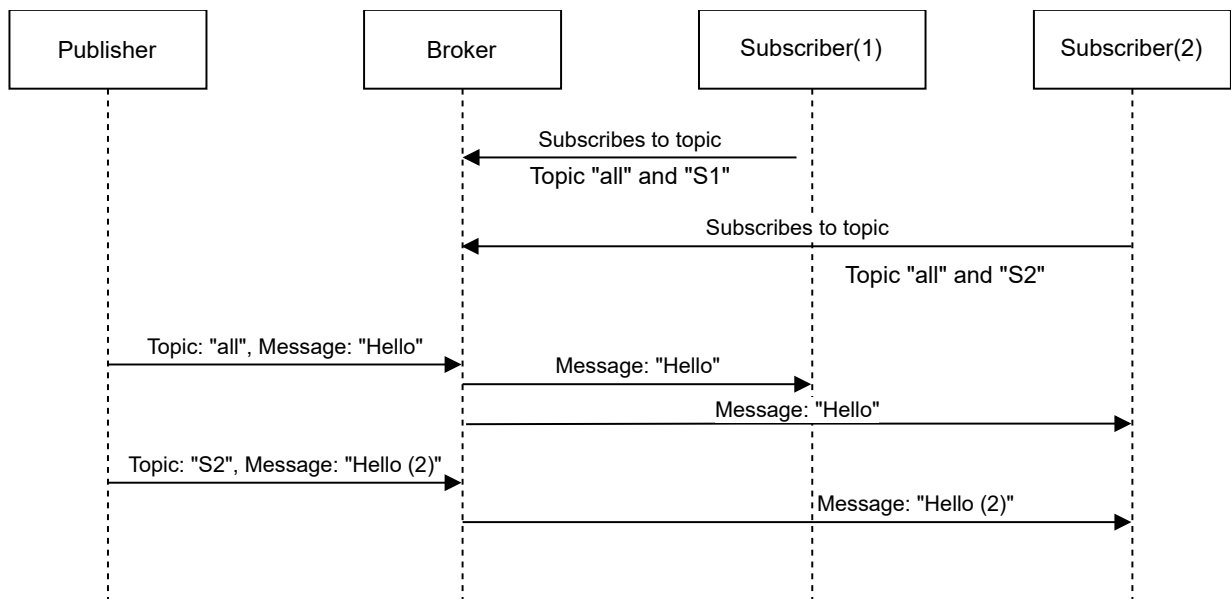 Publisher
Broker
Subscriber(1)
Subscriber(2)
Subscribes to topic
Topic "all" and "S1"
Subscribes to topic
Topic "all" and "S2"
Topic: "all", Message: "Hello"
Message: "Hello"
Message: "Hello"
Topic: "S2", Message: "Hello (2)"
Message: "Hello (2)"